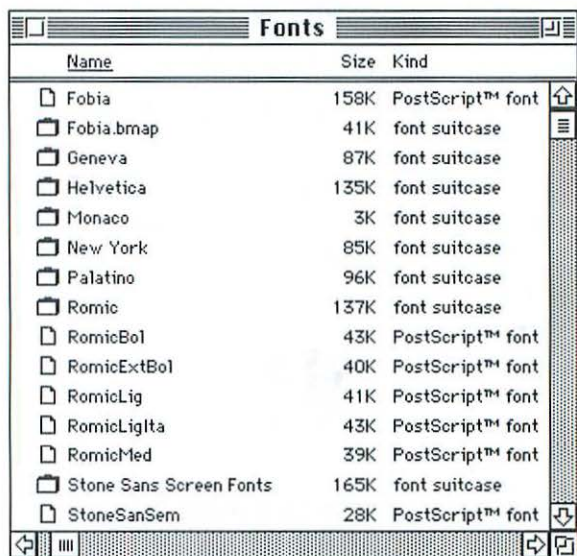 Fonts
Name Size Kind
Fobia 158K PostScript™ font
Fobia.bmap 41K font suitcase
Geneva 87K font suitcase
Helvetica 135K font suitcase
Monaco 3K font suitcase
New York 85K font suitcase
Palatino 96K font suitcase
Romic 137K font suitcase
RomicBol 43K PostScript™ font
RomicExtBol 40K PostScript™ font
RomicLig 41K PostScript™ font
RomicLigIta 43K PostScript™ font
RomicMed 39K PostScript™ font
Stone Sans Screen Fonts 165K font suitcase
StoneSanSem 28K PostScript™ font